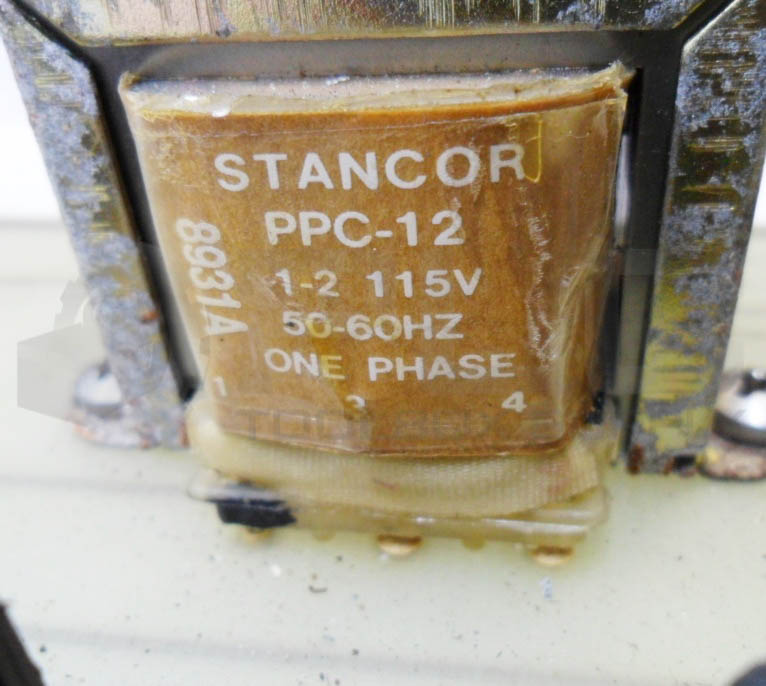 STANCOR
PPC-12
1-2 115V
50-60HZ
ONE PHASE
1 3 4
8931A